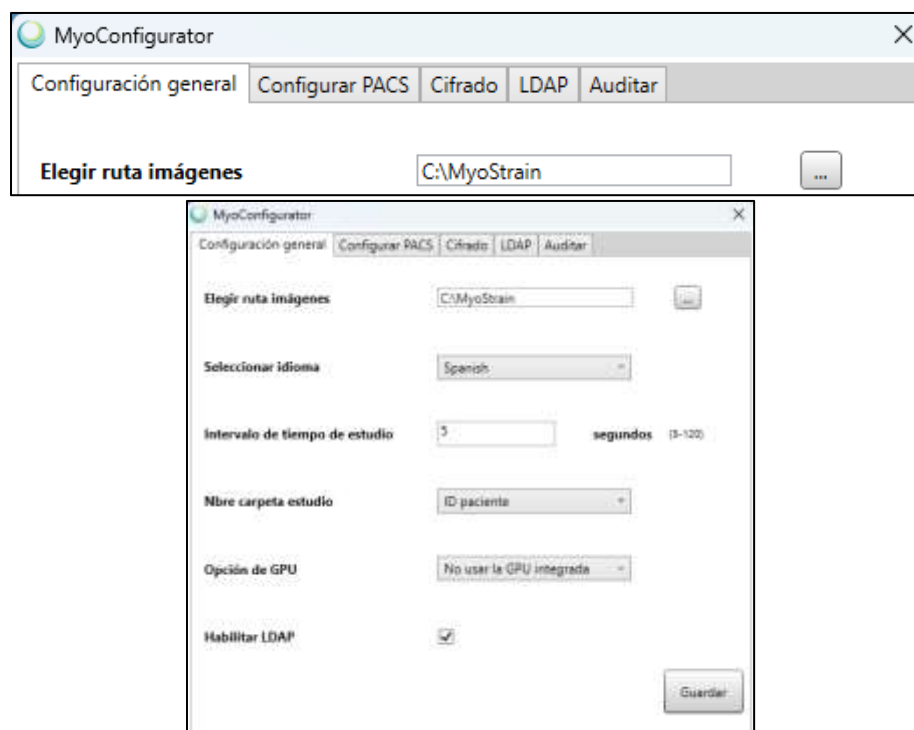 MyoConfigurator
Configuración general Configurar PACS Cifrado LDAP Auditar
Elegir ruta imágenes C:\MyoStrain ...
MyoConfigurator
Configuración general Configurar PACS Cifrado LDAP Auditar
Elegir ruta imágenes C:\MyoStrain ...
Seleccionar idioma Spanish
Intervalo de tiempo de estudio 5 segundos (5-120)
Nbre carpeta estudio ID paciente
Opción de GPU No usar la GPU integrada
Habilitar LDAP
Guardar